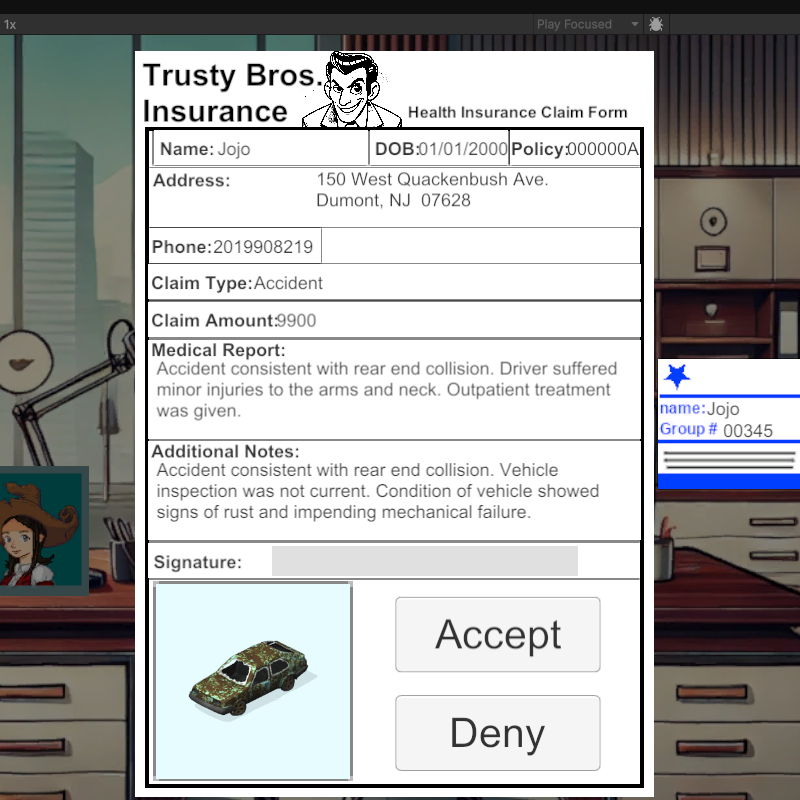 1x
Play Focused
Trusty Bros.
Insurance
Health Insurance Claim Form
Name: Jojo
DOB:01/01/2000
Policy:000000A
Address:
150 West Quackenbush Ave.
Dumont, NJ 07628
Phone:2019908219
Claim Type:Accident
Claim Amount:9900
Medical Report:
Accident consistent with rear end collision. Driver suffered
minor injuries to the arms and neck. Outpatient treatment
was given.
Additional Notes:
Accident consistent with rear end collision. Vehicle
inspection was not current. Condition of vehicle showed
signs of rust and impending mechanical failure.
Signature:
Accept
Deny
name:Jojo
Group # 00345